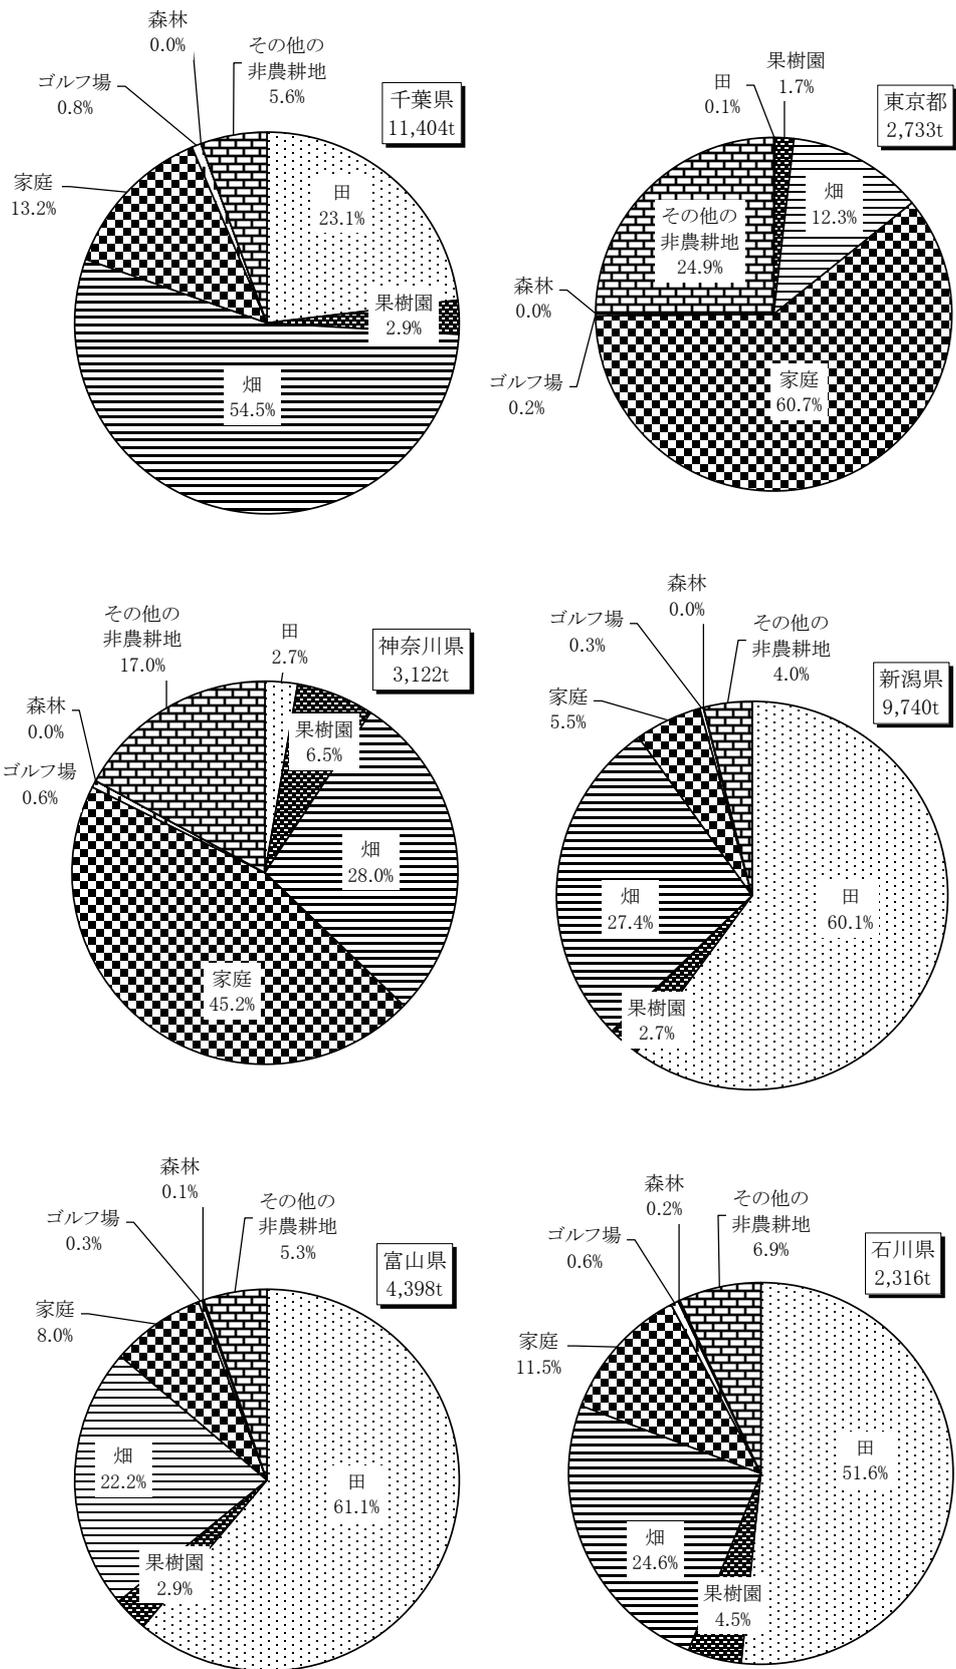 森林
0.0%
その他の
非農耕地
5.6%
ゴルフ場
0.8%
千葉県
11,404t
家庭
13.2%
田
23.1%
果樹園
2.9%
畑
54.5%
果樹園
1.7%
田
0.1%
東京都
2,733t
畑
12.3%
その他の
非農耕地
24.9%
森林
0.0%
ゴルフ場
0.2%
家庭
60.7%
その他の
非農耕地
17.0%
田
2.7%
神奈川県
3,122t
森林
0.0%
果樹園
6.5%
ゴルフ場
0.6%
畑
28.0%
家庭
45.2%
森林
0.0%
ゴルフ場
0.3%
その他の
非農耕地
4.0%
新潟県
9,740t
家庭
5.5%
畑
27.4%
田
60.1%
果樹園
2.7%
森林
0.1%
その他の
非農耕地
5.3%
ゴルフ場
0.3%
富山県
4,398t
家庭
8.0%
畑
22.2%
田
61.1%
果樹園
2.9%
森林
0.2%
その他の
非農耕地
6.9%
ゴルフ場
0.6%
石川県
2,316t
家庭
11.5%
田
51.6%
畑
24.6%
果樹園
4.5%